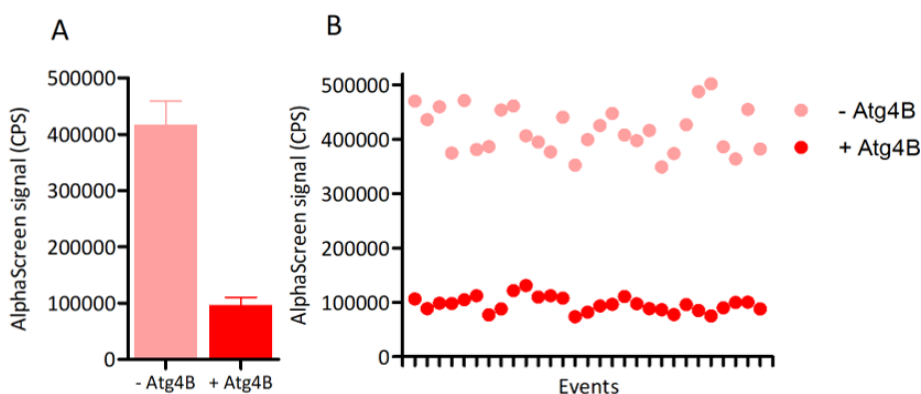 A
AlphaScreen signal (CPS)
500000
400000
300000
200000
100000
0
- Atg4B + Atg4B
B
AlphaScreen signal (CPS)
500000
400000
300000
200000
100000
0
Events
- Atg4B
+ Atg4B